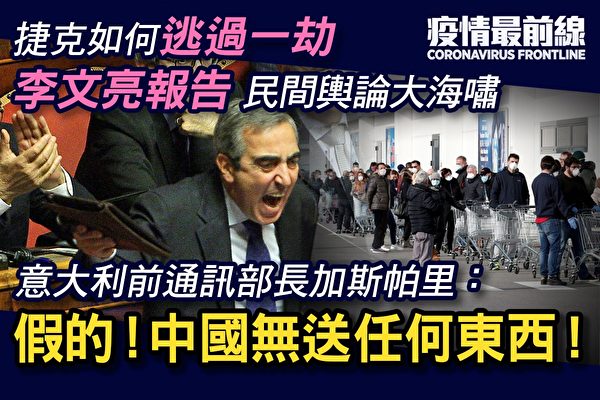 捷克如何逃過一劫
疫情最前線
CORONAVIRUS FRONTLINE
李文亮報告 民間輿論大海嘯
意大利前通訊部長加斯帕里：
假的！中國無送任何東西！